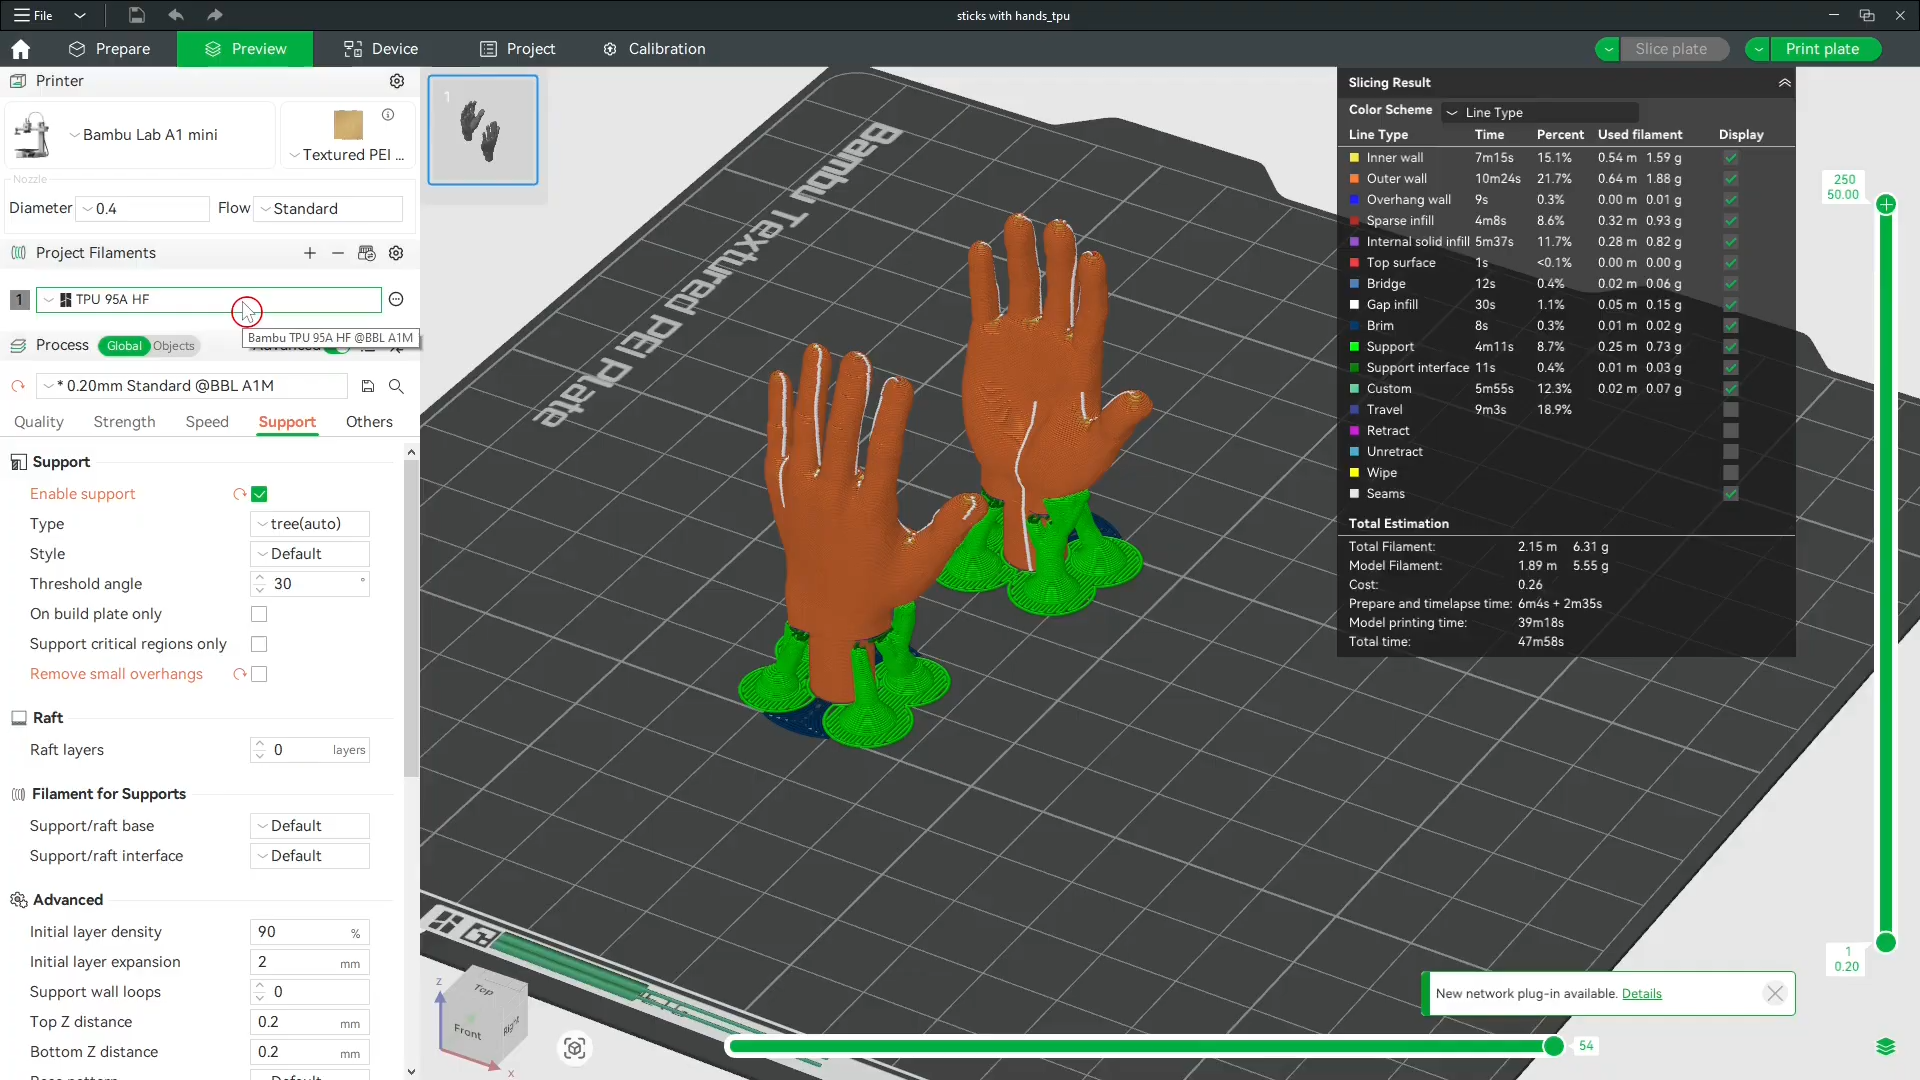 File
sticks with hands_tpu
Prepare
Preview
Device
Project
Calibration
Slice plate
Print plate
Printer
Bambu Lab A1 mini
Textured PEI ...
Nozzle
Diameter 0.4 Flow Standard
Project Filaments
1 TPU 95A HF
Bambu TPU 95A HF @BBL A1M
Process Global Objects
* 0.20mm Standard @BBL A1M
Quality Strength Speed Support Others
Support
Enable support
Type tree(auto)
Style Default
Threshold angle 30 °
On build plate only
Support critical regions only
Remove small overhangs
Raft
Raft layers 0 layers
Filament for Supports
Support/raft base Default
Support/raft interface Default
Advanced
Initial layer density 90 %
Initial layer expansion 2 mm
Support wall loops 0
Top Z distance 0.2 mm
Bottom Z distance 0.2 mm
1
Bambu Textured PEI Plate
Slicing Result
Color Scheme Line Type
Line Type Time Percent Used filament Display
Inner wall 7m15s 15.1% 0.54 m 1.59 g
Outer wall 10m24s 21.7% 0.64 m 1.88 g
Overhang wall 9s 0.3% 0.00 m 0.01 g
Sparse infill 4m8s 8.6% 0.32 m 0.93 g
Internal solid infill 5m37s 11.7% 0.28 m 0.82 g
Top surface 1s <0.1% 0.00 m 0.00 g
Bridge 12s 0.4% 0.02 m 0.06 g
Gap infill 30s 1.1% 0.05 m 0.15 g
Brim 8s 0.3% 0.01 m 0.02 g
Support 4m11s 8.7% 0.25 m 0.73 g
Support interface 11s 0.4% 0.01 m 0.03 g
Custom 5m55s 12.3% 0.02 m 0.07 g
Travel 9m3s 18.9%
Retract
Unretract
Wipe
Seams
Total Estimation
Total Filament: 2.15 m 6.31 g
Model Filament: 1.89 m 5.55 g
Cost: 0.26
Prepare and timelapse time: 6m4s + 2m35s
Model printing time: 39m18s
Total time: 47m58s
250
50.00
1
0.20
New network plug-in available. Details
54
Top
Front
Right
z
x